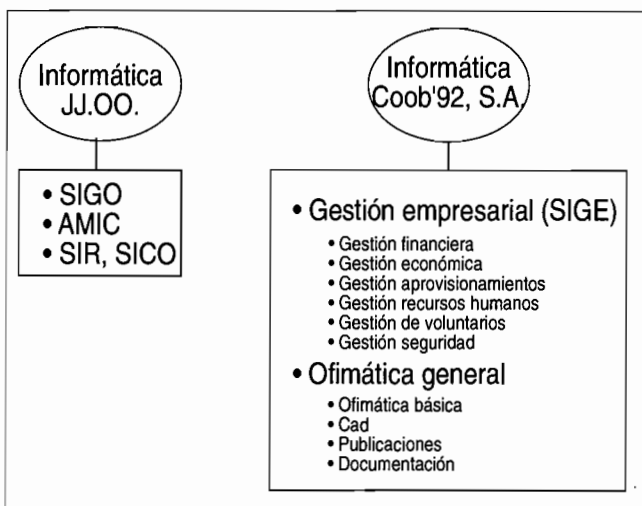 Informática
JJ.OO.
• SIGO
• AMIC
• SIR, SICO
Informática
Coob'92, S.A.
• Gestión empresarial (SIGE)
• Gestión financiera
• Gestión económica
• Gestión aprovisionamientos
• Gestión recursos humanos
• Gestión de voluntarios
• Gestión seguridad
• Ofimática general
• Ofimática básica
• Cad
• Publicaciones
• Documentación